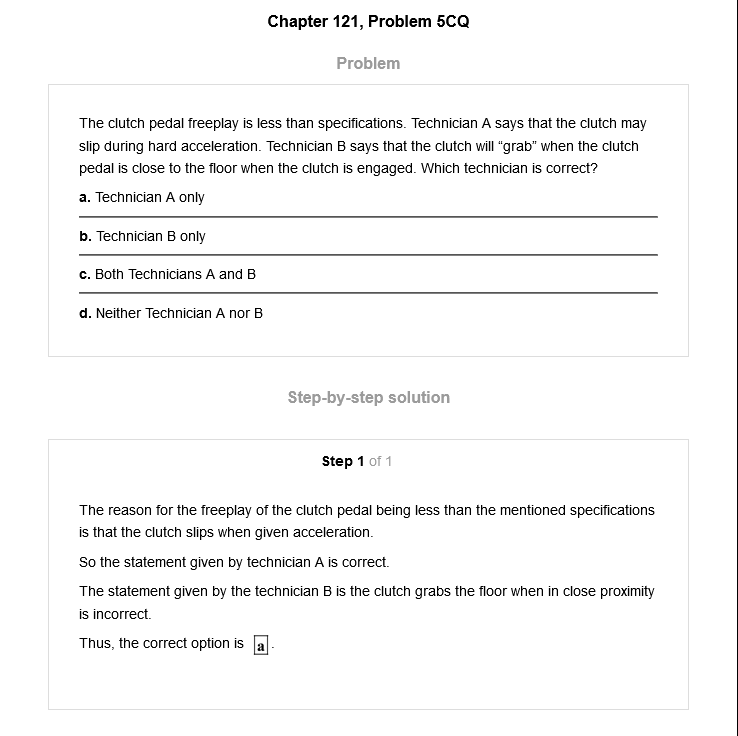 Chapter 121, Problem 5CQ
Problem
The clutch pedal freeplay is less than specifications. Technician A says that the clutch may
slip during hard acceleration. Technician B says that the clutch will “grab” when the clutch
pedal is close to the floor when the clutch is engaged. Which technician is correct?
a. Technician A only
b. Technician B only
c. Both Technicians A and B
d. Neither Technician A nor B
Step-by-step solution
Step 1 of 1
The reason for the freeplay of the clutch pedal being less than the mentioned specifications
is that the clutch slips when given acceleration.
So the statement given by technician A is correct.
The statement given by the technician B is the clutch grabs the floor when in close proximity
is incorrect.
Thus, the correct option is a.